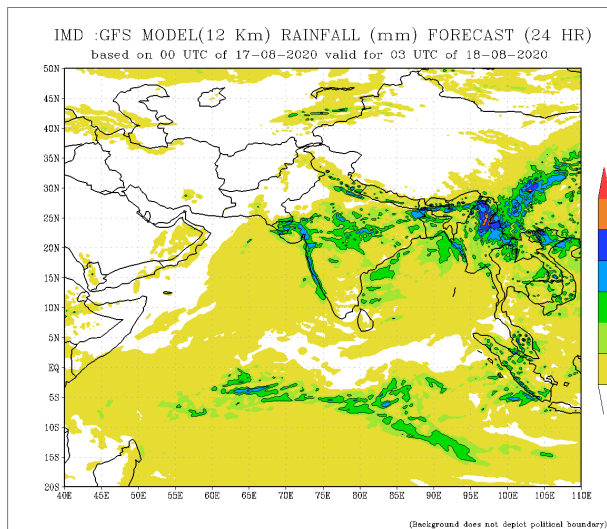 IMD :GFS MODEL(12 Km) RAINFALL (mm) FORECAST (24 HR)
based on 00 UTC of 17-08-2020 valid for 03 UTC of 18-08-2020
50N
45N
40N
35N
30N
25N
20N
15N
10N
5N
EQ
5S
10S
15S
20S
40E 45E 50E 55E 60E 65E 70E 75E 80E 85E 90E 95E 100E 105E 110E
(Background does not depict political boundary)